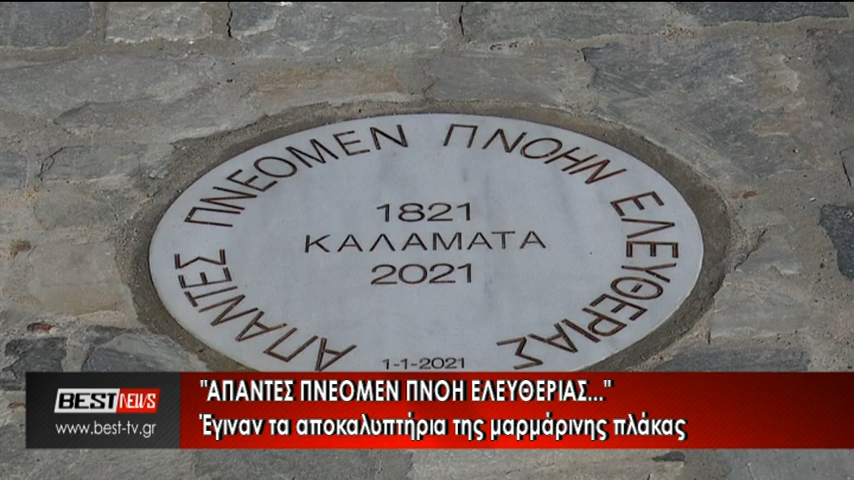 ΑΠΑΝΤΕΣ ΠΝΕΟΜΕΝ ΠΝΟΗΝ ΕΛΕΥΘΕΡΙΑΣ
1821
ΚΑΛΑΜΑΤΑ
2021
1-1-2021
BEST NEWS
www.best-tv.gr
"ΑΠΑΝΤΕΣ ΠΝΕΟΜΕΝ ΠΝΟΗ ΕΛΕΥΘΕΡΙΑΣ..."
Έγιναν τα αποκαλυπτήρια της μαρμάρινης πλάκας